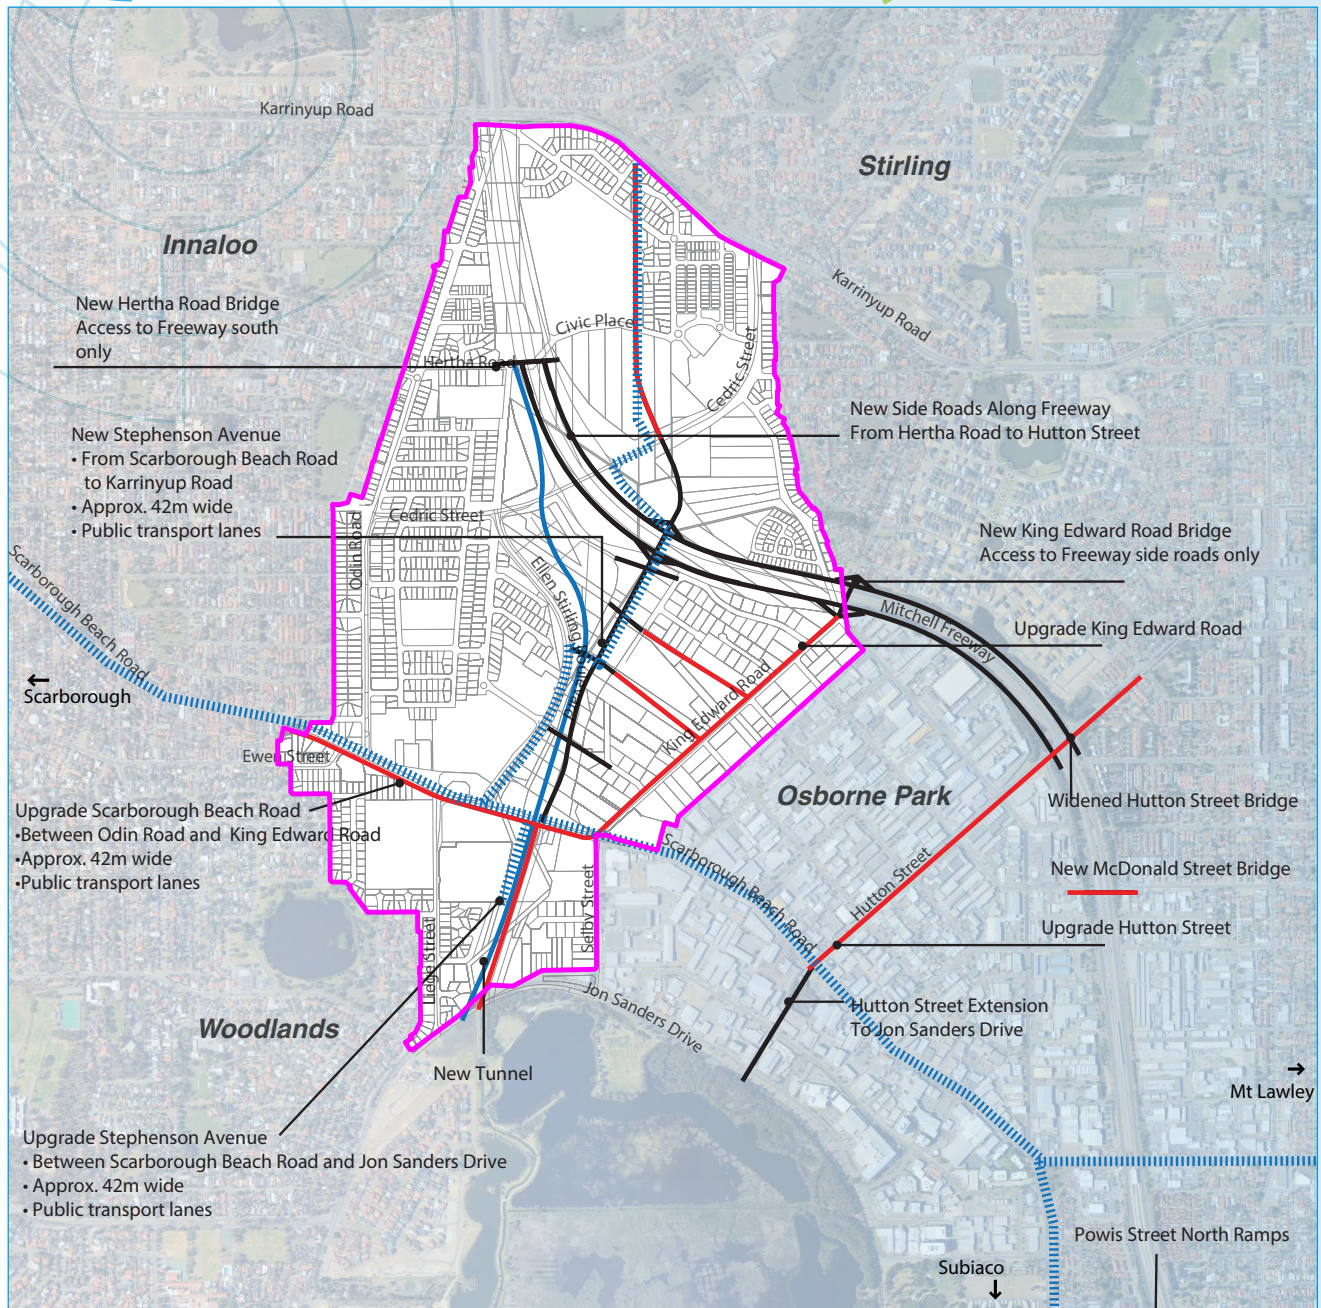 Karrinyup Road
Stirling
Innaloo
Karrinyup Road
New Hertha Road Bridge
Access to Freeway south
only
Civic Place
Hertha Road
Cedric Street
New Side Roads Along Freeway
From Hertha Road to Hutton Street
New Stephenson Avenue
• From Scarborough Beach Road
to Karrinyup Road
• Approx. 42m wide
• Public transport lanes
Cedric Street
Odin Road
Ellen Stirling
New King Edward Road Bridge
Access to Freeway side roads only
Mitchell Freeway
Upgrade King Edward Road
Scarborough Beach Road
←
Scarborough
King Edward Road
Ewen Street
Osborne Park
Widened Hutton Street Bridge
Upgrade Scarborough Beach Road
•Between Odin Road and King Edward Road
•Approx. 42m wide
•Public transport lanes
Scarborough Beach Road
Hutton Street
New McDonald Street Bridge
Upgrade Hutton Street
Selby Street
Liege Street
Jon Sanders Drive
Hutton Street Extension
To Jon Sanders Drive
Woodlands
New Tunnel
→
Mt Lawley
Upgrade Stephenson Avenue
• Between Scarborough Beach Road and Jon Sanders Drive
• Approx. 42m wide
• Public transport lanes
Powis Street North Ramps
Subiaco
↓